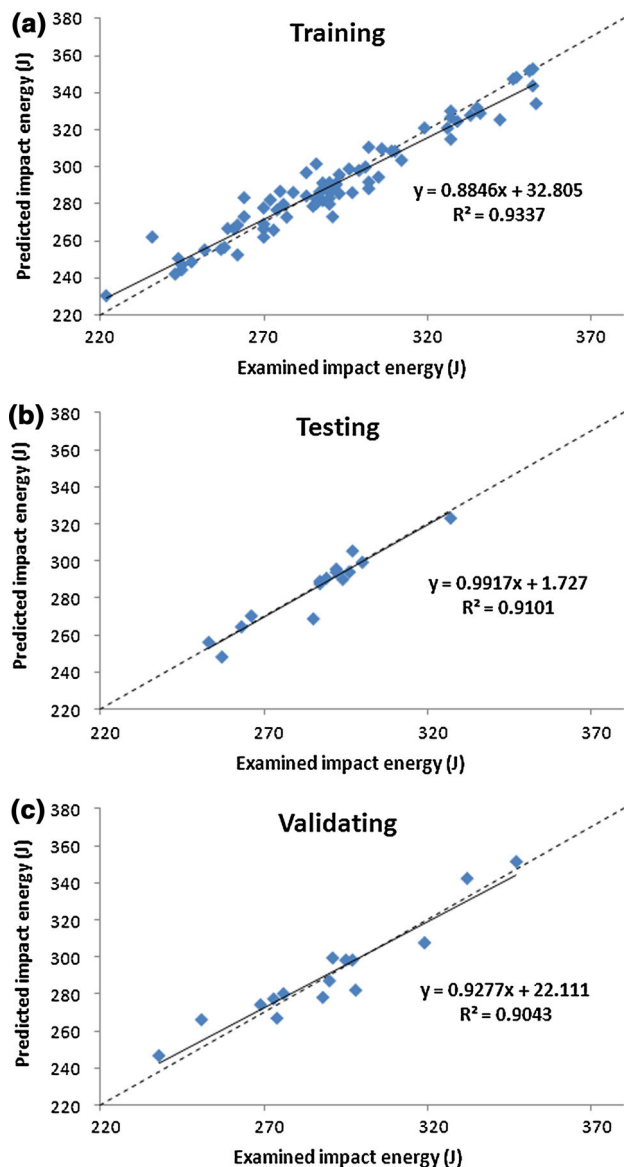 (a)
Training
Predicted impact energy (J)
380
360
340
320
300
280
260
240
220
y = 0.8846x + 32.805
R² = 0.9337
220 270 320 370
Examined impact energy (J)
(b)
Testing
Predicted impact energy (J)
380
360
340
320
300
280
260
240
220
y = 0.9917x + 1.727
R² = 0.9101
220 270 320 370
Examined impact energy (J)
(c)
Validating
Predicted impact energy (J)
380
360
340
320
300
280
260
240
220
y = 0.9277x + 22.111
R² = 0.9043
220 270 320 370
Examined impact energy (J)